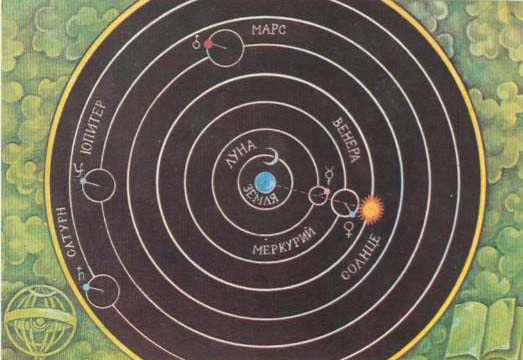 МАРС
ЮПИТЕР
ВЕНЕРА
ЛУНА
ЗЕМЛЯ
САТУРН
МЕРКУРИЙ
СОЛНЦЕ